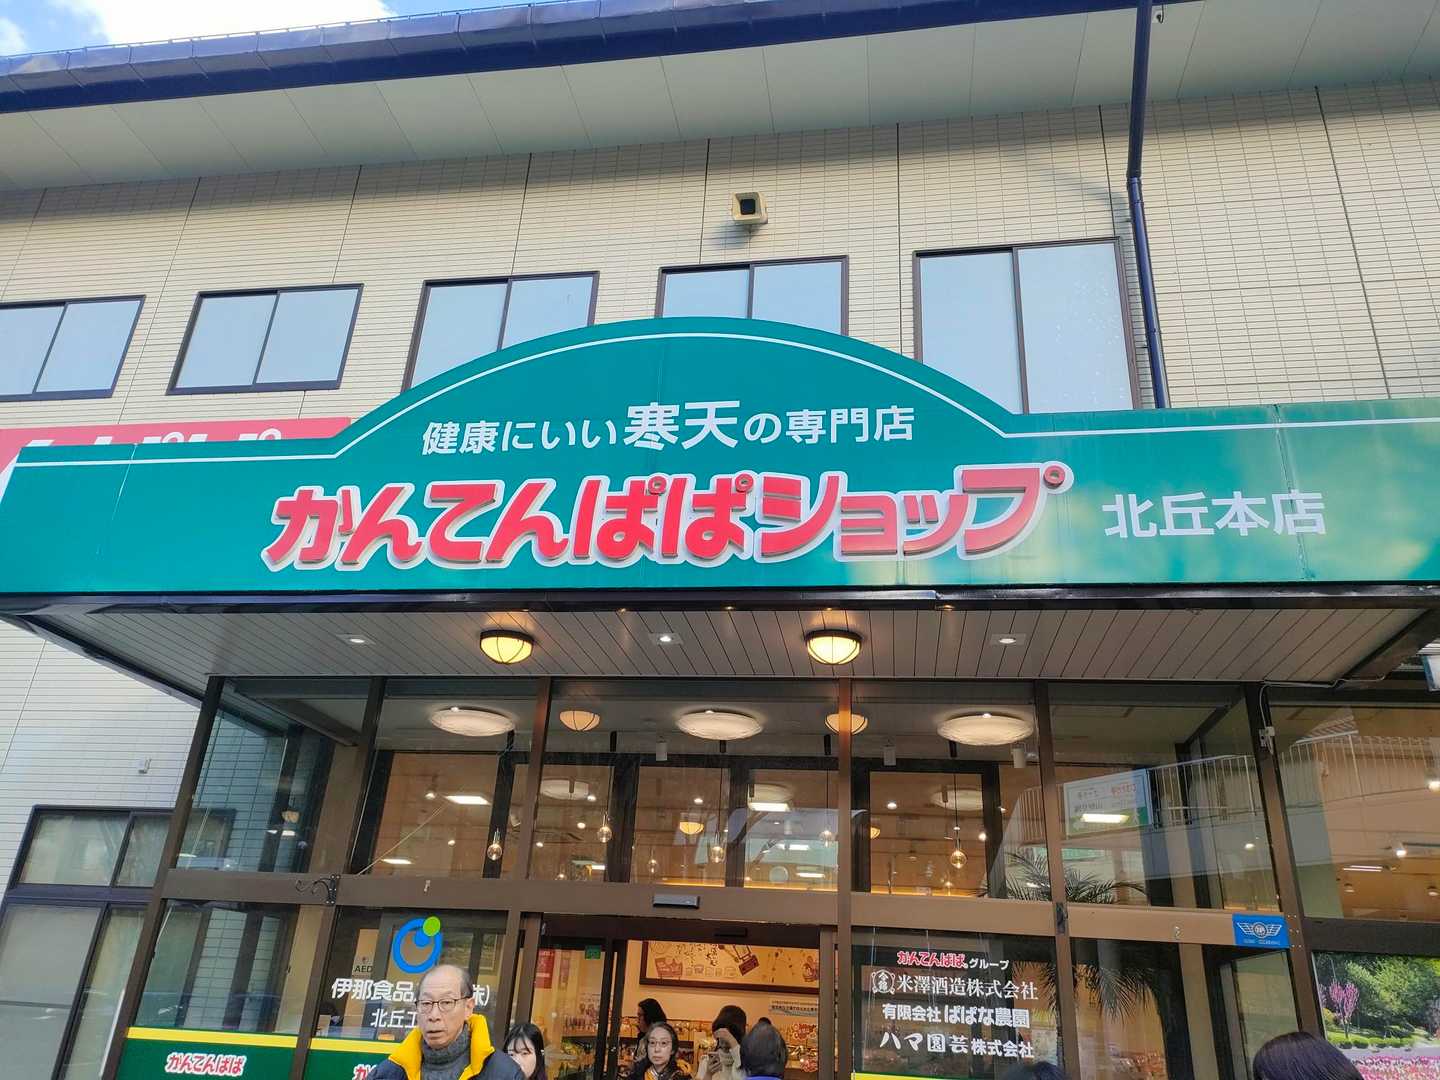 健康にいい寒天の専門店
かんてんぱぱショップ 北丘本店
AED
伊那食品
北丘工
かんてんぱぱ
かんてんぱぱ®グループ
米澤酒造株式会社
有限会社ぱぱな農園
ハマ園芸株式会社